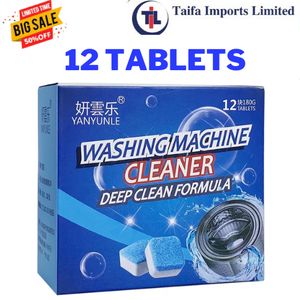 LIMITED TIME
BIG SALE
50%OFF
TL
Taifa Imports Limited
12 TABLETS
妍雲乐®
YANYUNLE
12块180G
TABLETS
WASHING MACHINE
CLEANER
DEEP CLEAN FORMULA